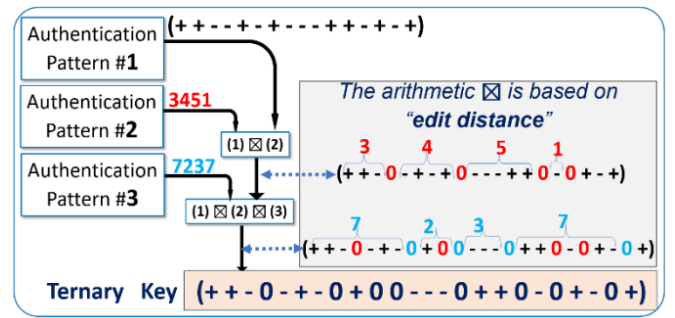 (+ + - - + - + - - - + + - + - +)
Authentication
Pattern #1
Authentication
Pattern #2
3451
(1) ⊠ (2)
Authentication
Pattern #3
7237
(1) ⊠ (2) ⊠ (3)
The arithmetic ⊠ is based on
“edit distance”
3 4 5 1
(+ + - 0 - + - + 0 - - - + + 0 - 0 + - +)
7 2 3 7
(+ + - 0 - + - 0 + 0 0 - - - 0 + + 0 - 0 + - 0 +)
Ternary Key (+ + - 0 - + - 0 + 0 0 - - - 0 + + 0 - 0 + - 0 +)